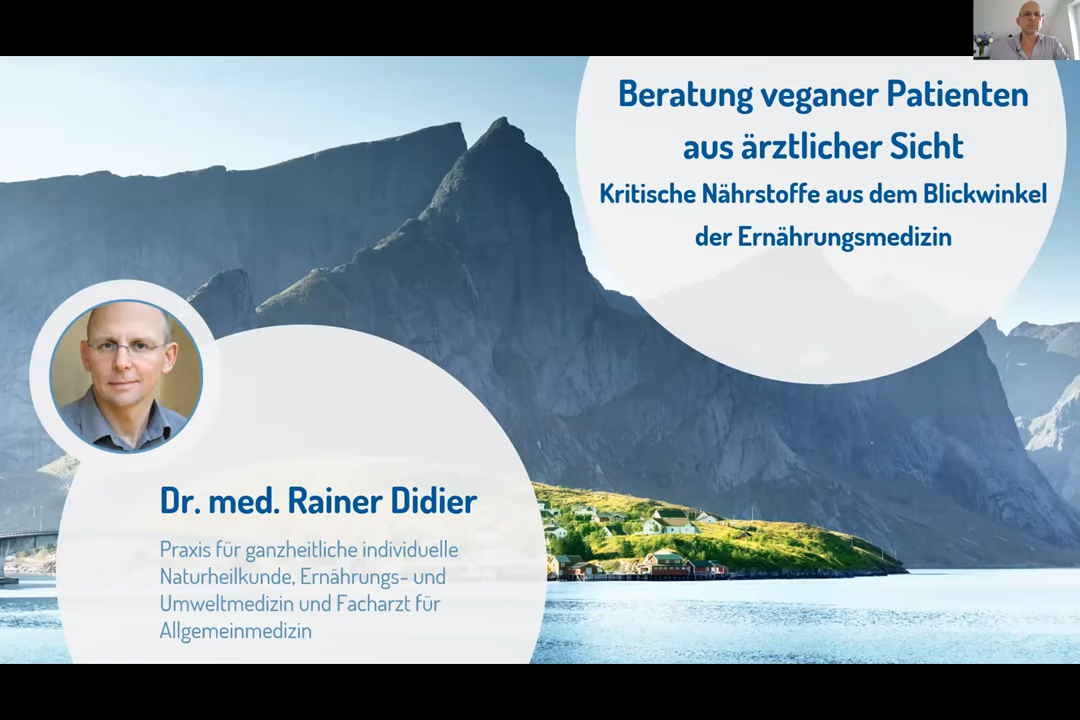 Beratung veganer Patienten
aus ärztlicher Sicht
Kritische Nährstoffe aus dem Blickwinkel
der Ernährungsmedizin
Dr. med. Rainer Didier
Praxis für ganzheitliche individuelle
Naturheilkunde, Ernährungs- und
Umweltmedizin und Facharzt für
Allgemeinmedizin